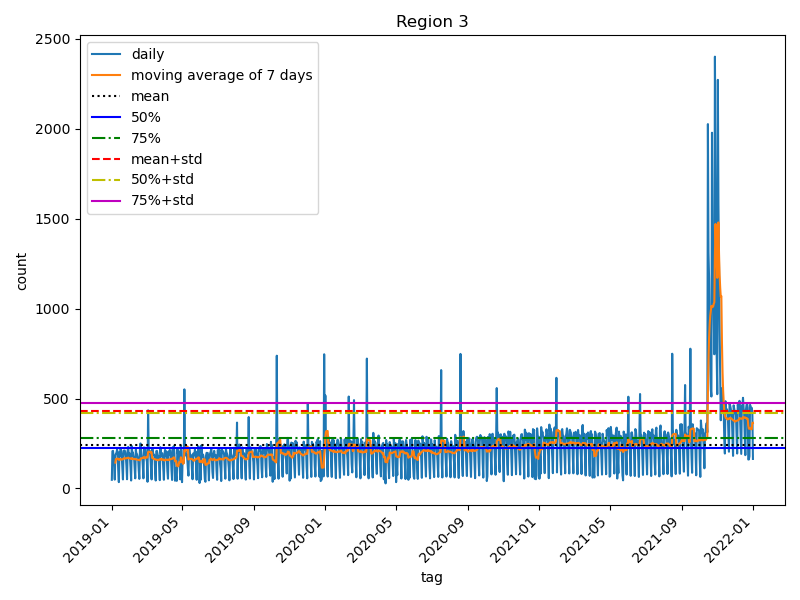 Region 3
daily
moving average of 7 days
mean
50%
75%
mean+std
50%+std
75%+std
count
2500
2000
1500
1000
500
0
2019-01
2019-05
2019-09
2020-01
2020-05
2020-09
2021-01
2021-05
2021-09
2022-01
tag